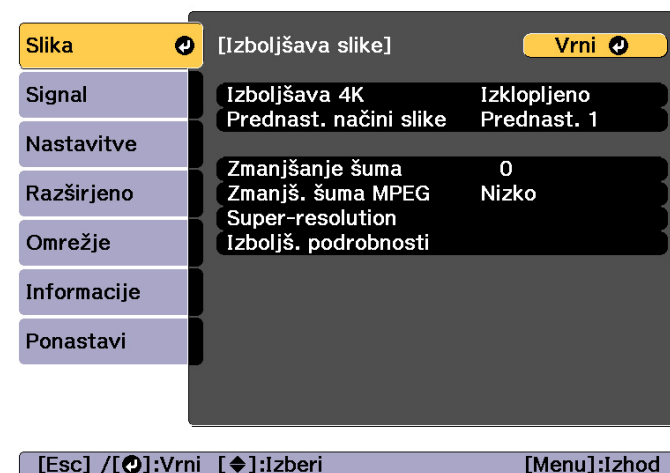 Slika
Signal
Nastavitve
Razširjeno
Omrežje
Informacije
Ponastavi
[Izboljšava slike] Vrni
Izboljšava 4K Izklopljeno
Prednast. načini slike Prednast. 1
Zmanjšanje šuma 0
Zmanjš. šuma MPEG Nizko
Super-resolution
Izboljš. podrobnosti
[Esc] /[]:Vrni []:Izberi [Menu]:Izhod